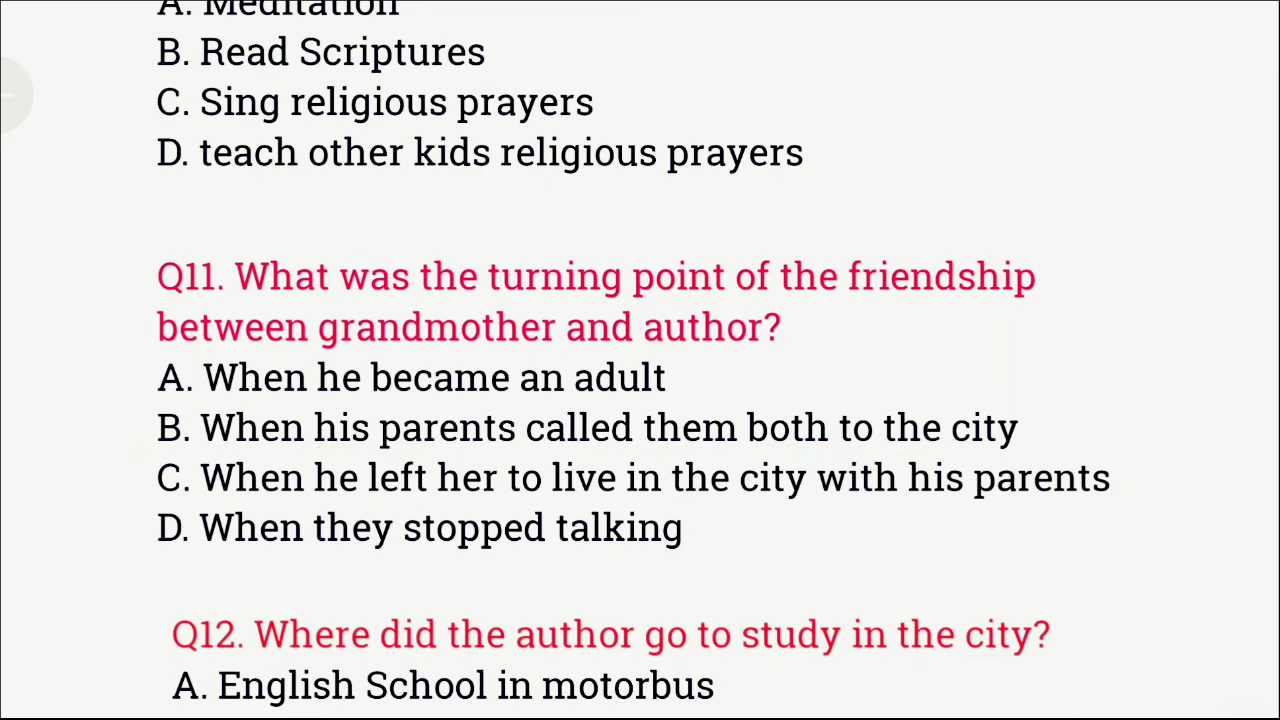 A. Meditation
B. Read Scriptures
C. Sing religious prayers
D. teach other kids religious prayers
Q11. What was the turning point of the friendship
between grandmother and author?
A. When he became an adult
B. When his parents called them both to the city
C. When he left her to live in the city with his parents
D. When they stopped talking
Q12. Where did the author go to study in the city?
A. English School in motorbus